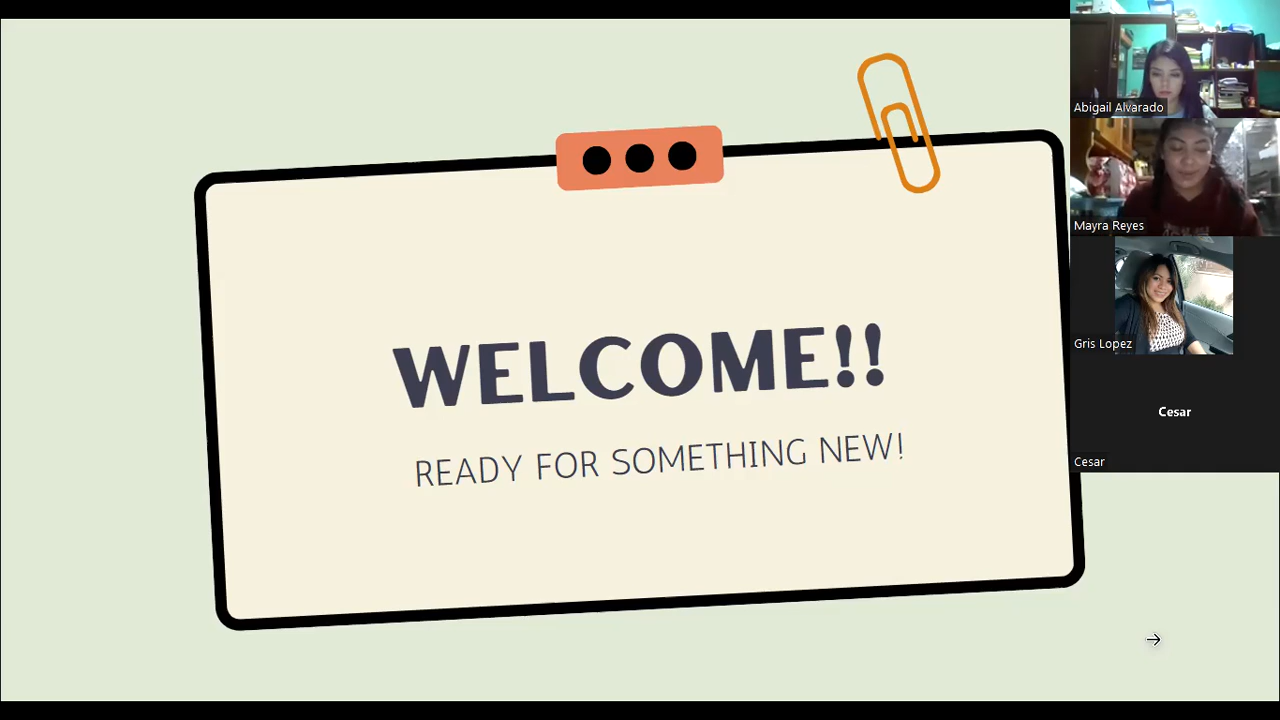 WELCOME!!
READY FOR SOMETHING NEW!
Abigail Alvarado
Mayra Reyes
Gris Lopez
Cesar
Cesar